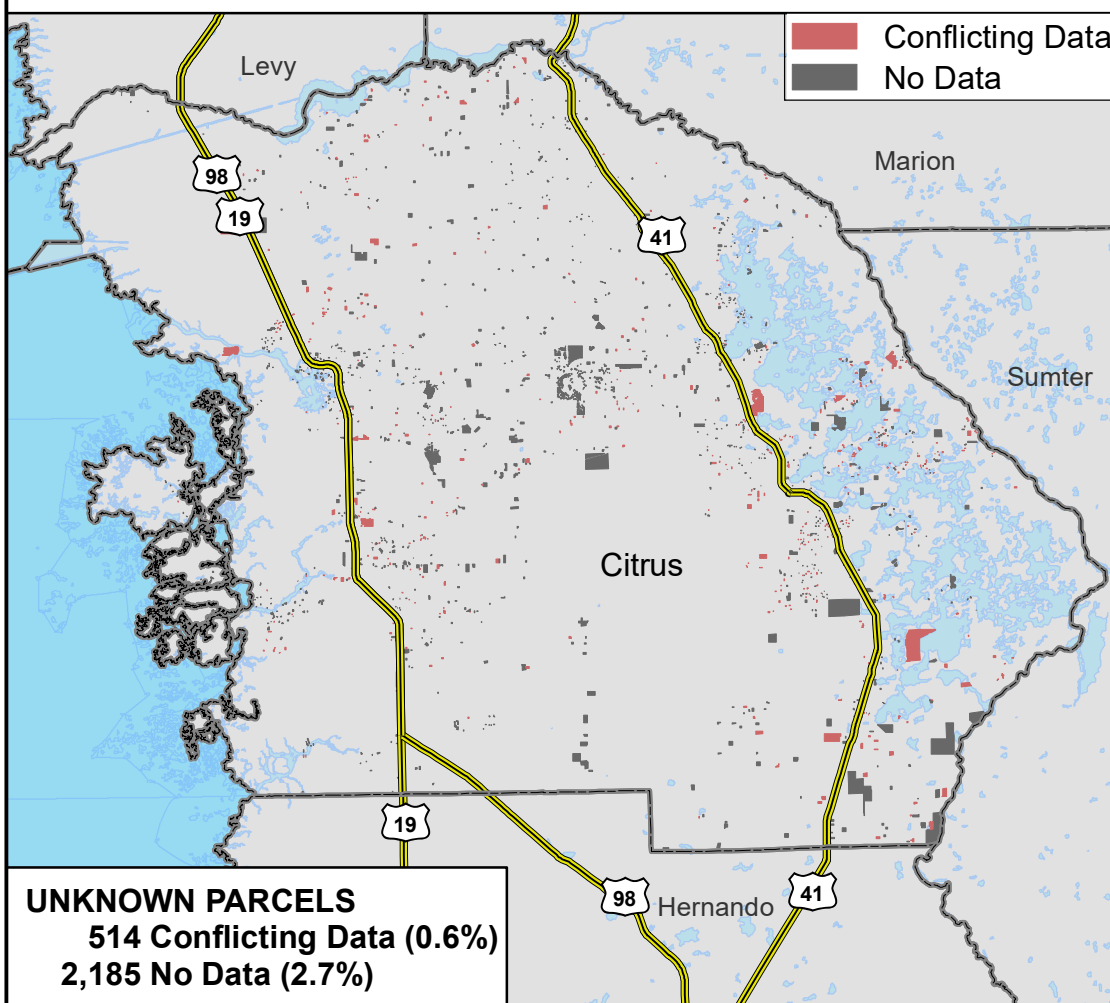 Conflicting Data
No Data
Levy
Marion
98
19
41
Sumter
Citrus
19
98
Hernando
41
UNKNOWN PARCELS
514 Conflicting Data (0.6%)
2,185 No Data (2.7%)